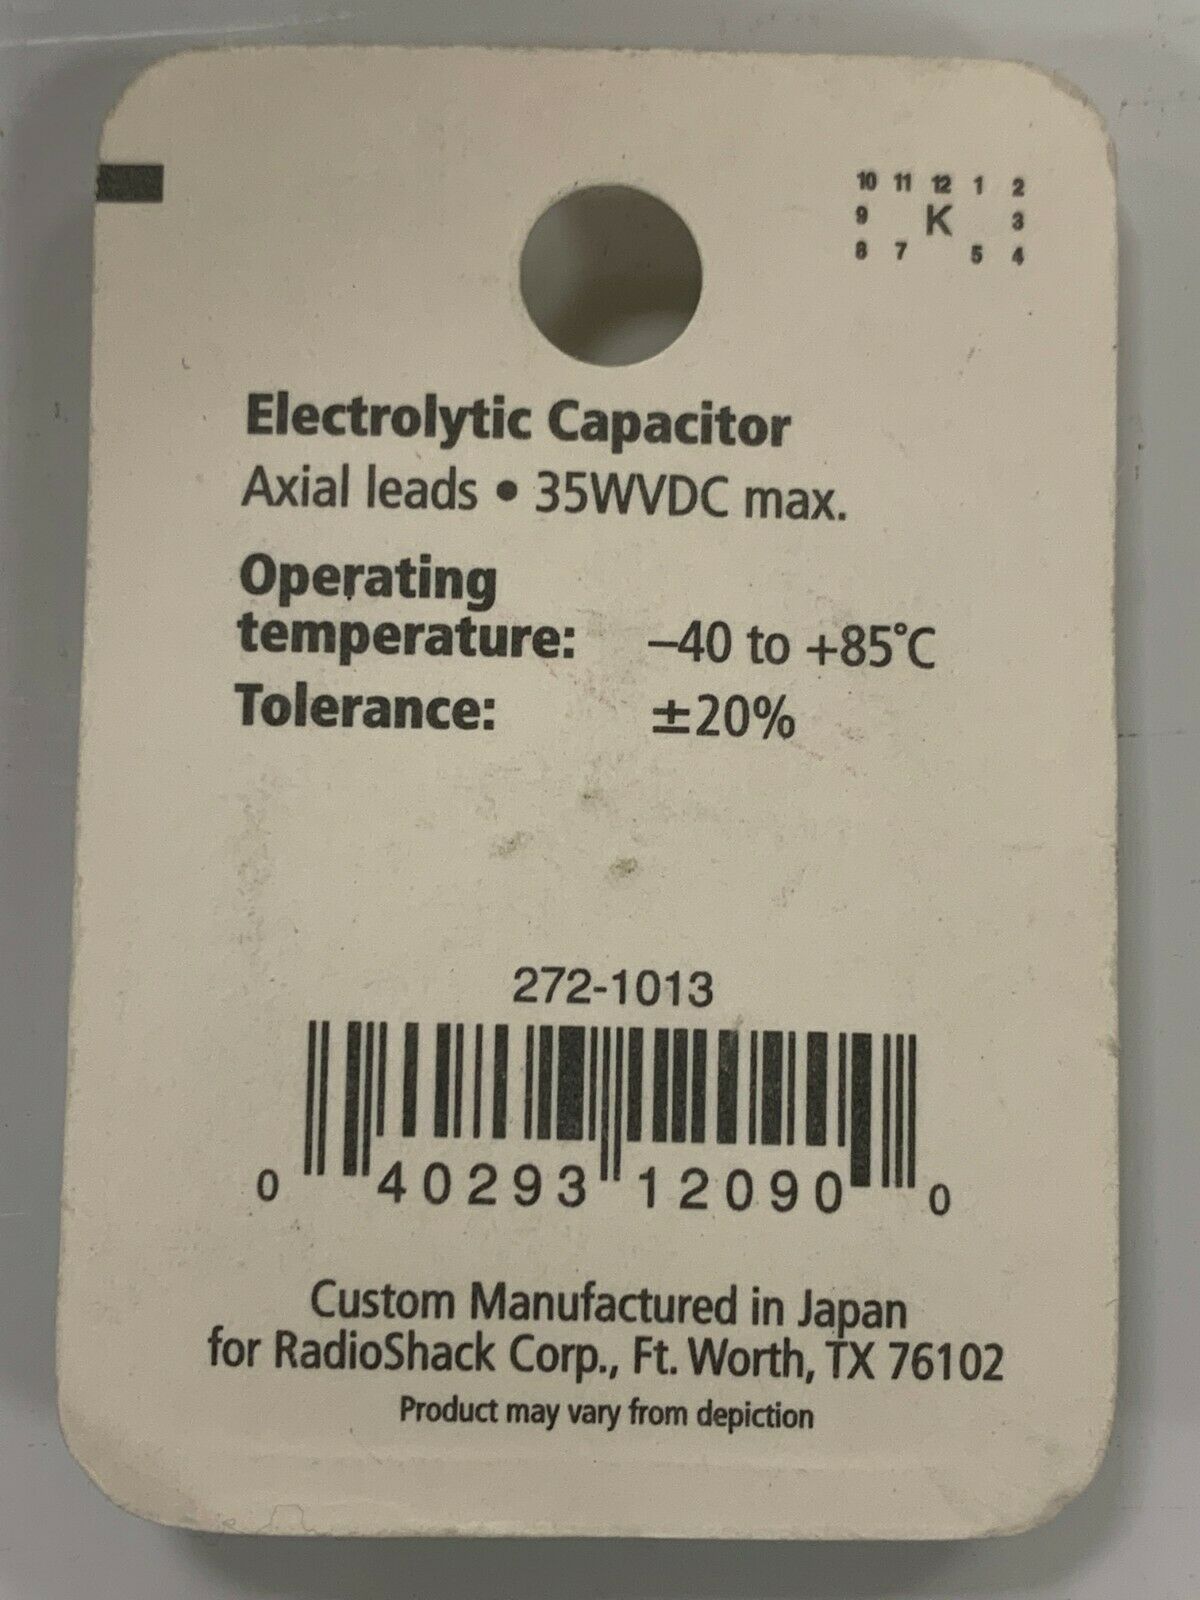 10 11 12 1 2
9 K 3
8 7 5 4
Electrolytic Capacitor
Axial leads • 35WVDC max.
Operating
temperature: –40 to +85°C
Tolerance: ±20%
272-1013
0 40293 12090 0
Custom Manufactured in Japan
for RadioShack Corp., Ft. Worth, TX 76102
Product may vary from depiction